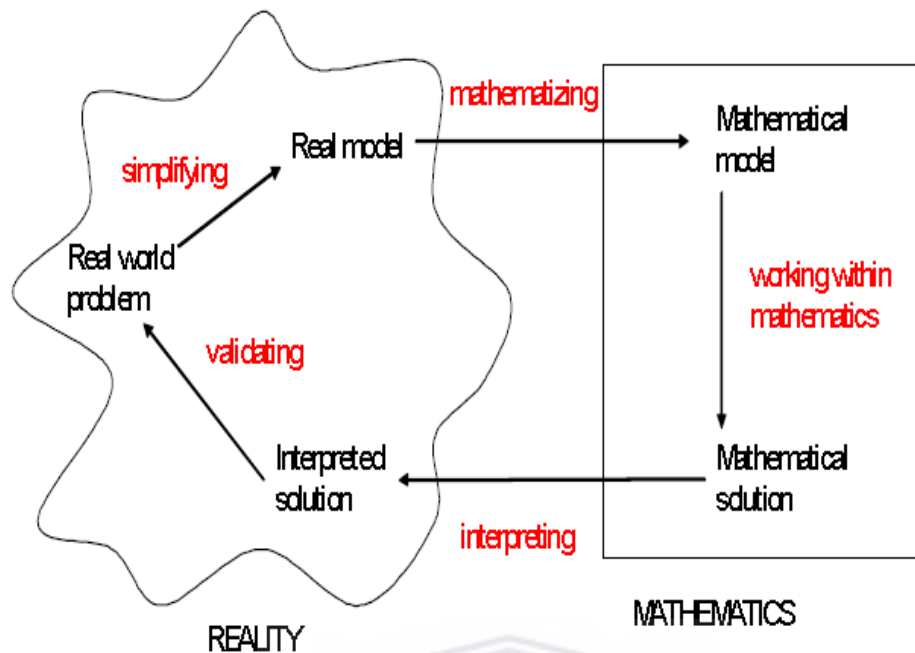 mathematizing
Mathematical
model
Real model
simplifying
Real world
problem
working within
mathematics
validating
Interpreted
solution
Mathematical
solution
interpreting
MATHEMATICS
REALITY